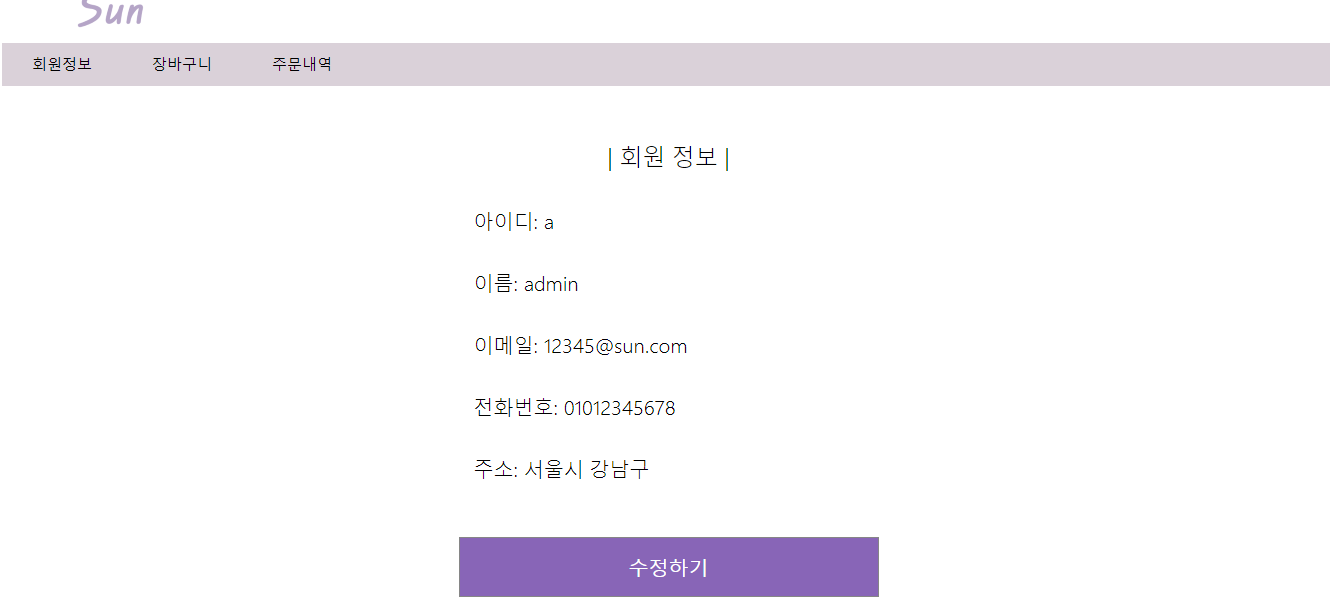 Sun
회원정보 장바구니 주문내역
| 회원 정보 |
아이디: a
이름: admin
이메일: 12345@sun.com
전화번호: 01012345678
주소: 서울시 강남구
수정하기